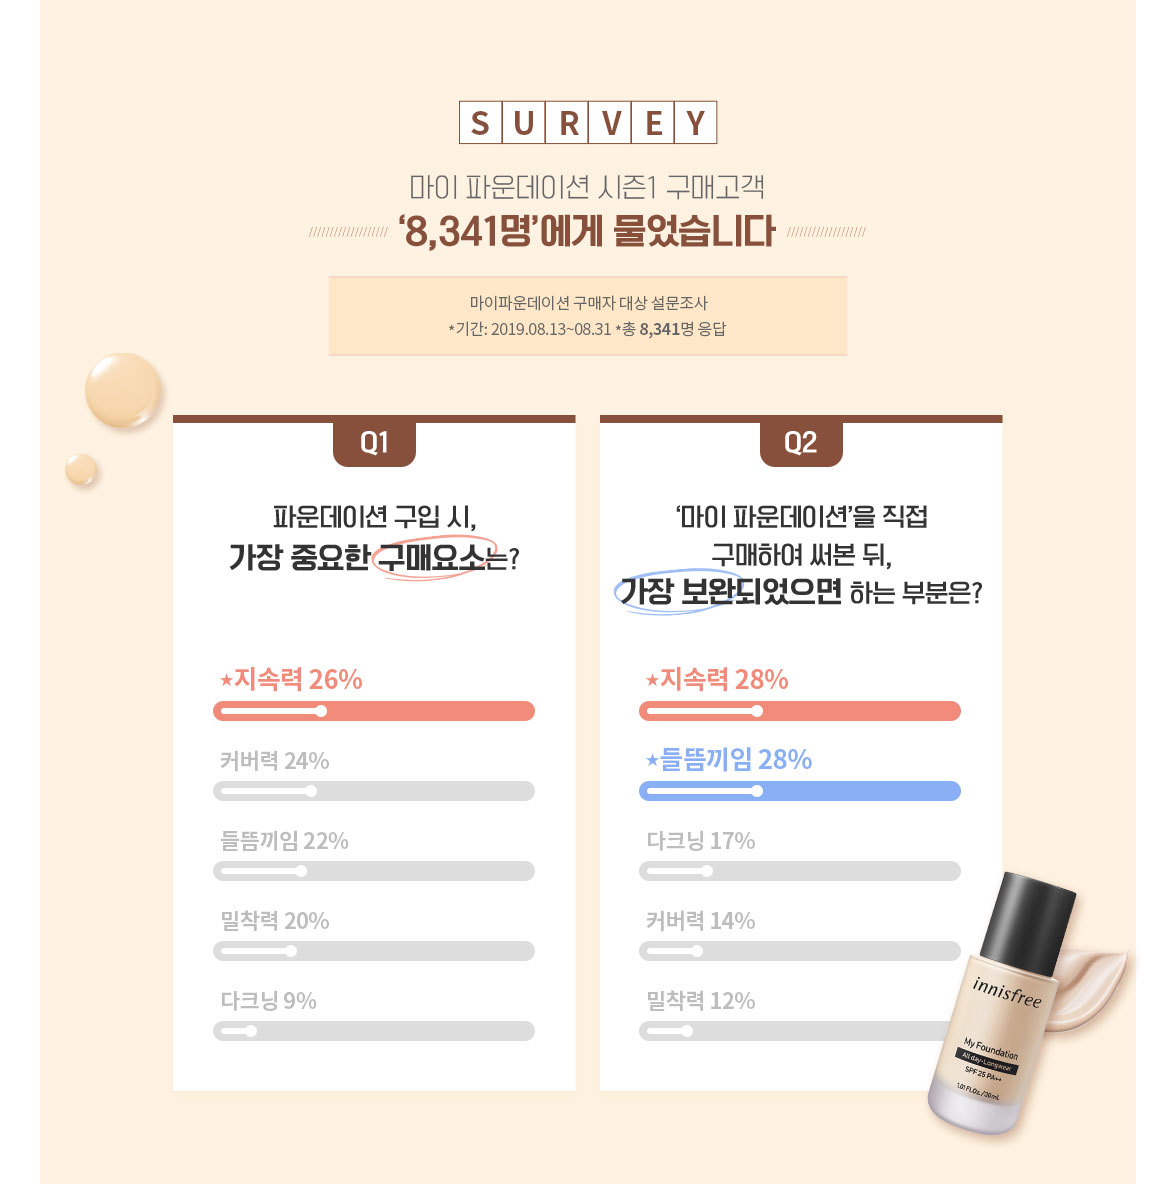 SURVEY
마이 파운데이션 시즌1 구매고객
‘8,341명’에게 물었습니다
마이파운데이션 구매자 대상 설문조사
*기간: 2019.08.13~08.31 *총 8,341명 응답
Q1
파운데이션 구입 시,
가장 중요한 구매요소는?
★지속력 26%
커버력 24%
들뜸끼임 22%
밀착력 20%
다크닝 9%
Q2
‘마이 파운데이션’을 직접
구매하여 써본 뒤,
가장 보완되었으면 하는 부분은?
★지속력 28%
★들뜸끼임 28%
다크닝 17%
커버력 14%
밀착력 12%
innisfree
My Foundation
All day-Longwear
SPF 25 PA++
1.01 FL.Oz. / 30mL